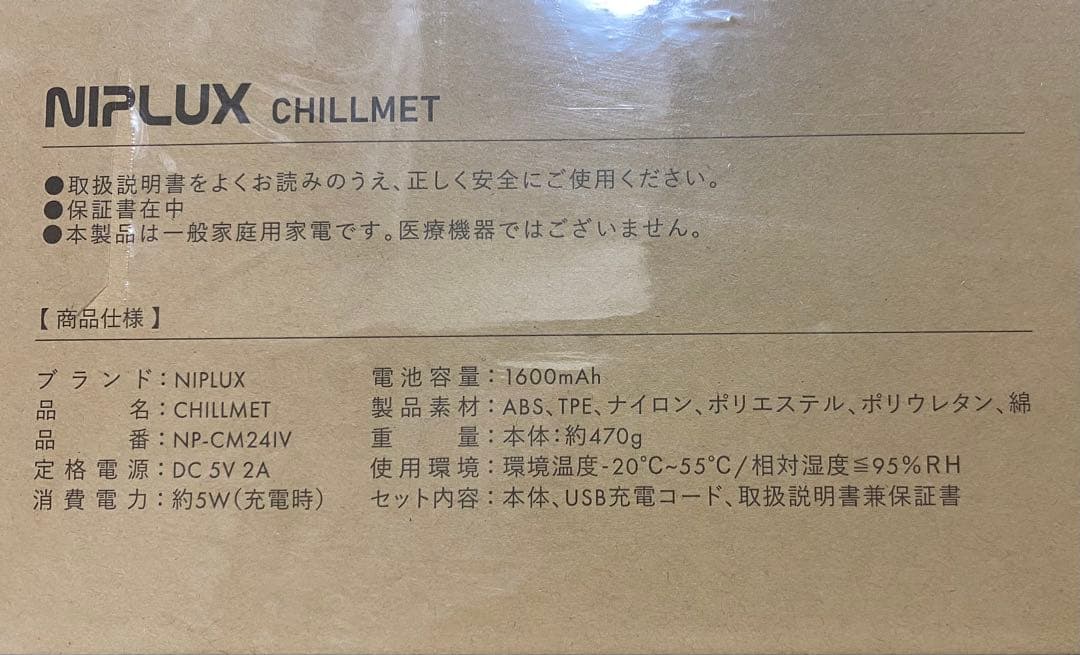 NIPLUX CHILLMET
●取扱説明書をよくお読みのうえ、正しく安全にご使用ください。
●保証書在中
●本製品は一般家庭用家電です。医療機器ではございません。
【商品仕様】
ブランド：NIPLUX
品名：CHILLMET
品番：NP-CM24IV
定格電源：DC 5V 2A
消費電力：約5W（充電時）
電池容量：1600mAh
製品素材：ABS、TPE、ナイロン、ポリエステル、ポリウレタン、綿
重量：本体：約470g
使用環境：環境温度-20℃~55℃/相対湿度≦95%RH
セット内容：本体、USB充電コード、取扱説明書兼保証書